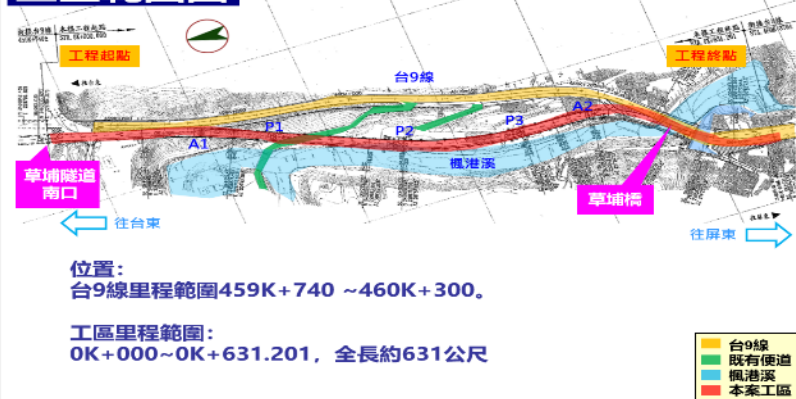 工程起點
工程終點
台9線
A1
P1
P2
P3
A2
楓港溪
草埔隧道
南口
草埔橋
往台東
往屏東
位置：
台9線里程範圍459K+740 ~460K+300。
工區里程範圍：
0K+000~0K+631.201，全長約631公尺
台9線
既有便道
楓港溪
本案工區